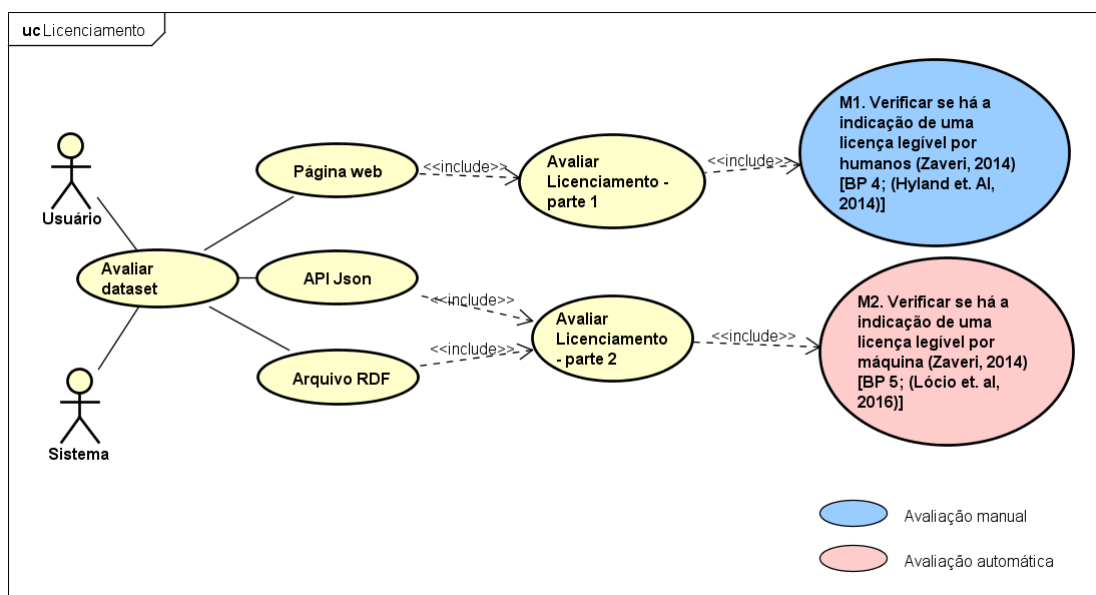 uc Licenciamento
Usuário
Sistema
Avaliar
dataset
Página web
API Json
Arquivo RDF
<<include>>
<<include>>
<<include>>
Avaliar
Licenciamento -
parte 1
Avaliar
Licenciamento
- parte 2
<<include>>
<<include>>
M1. Verificar se há a
indicação de uma
licença legível por
humanos (Zaveri, 2014)
[BP 4; (Hyland et. Al,
2014)]
M2. Verificar se há a
indicação de uma
licença legível por
máquina (Zaveri, 2014)
[BP 5; (Lócio et. al,
2016)]
Avaliação manual
Avaliação automática